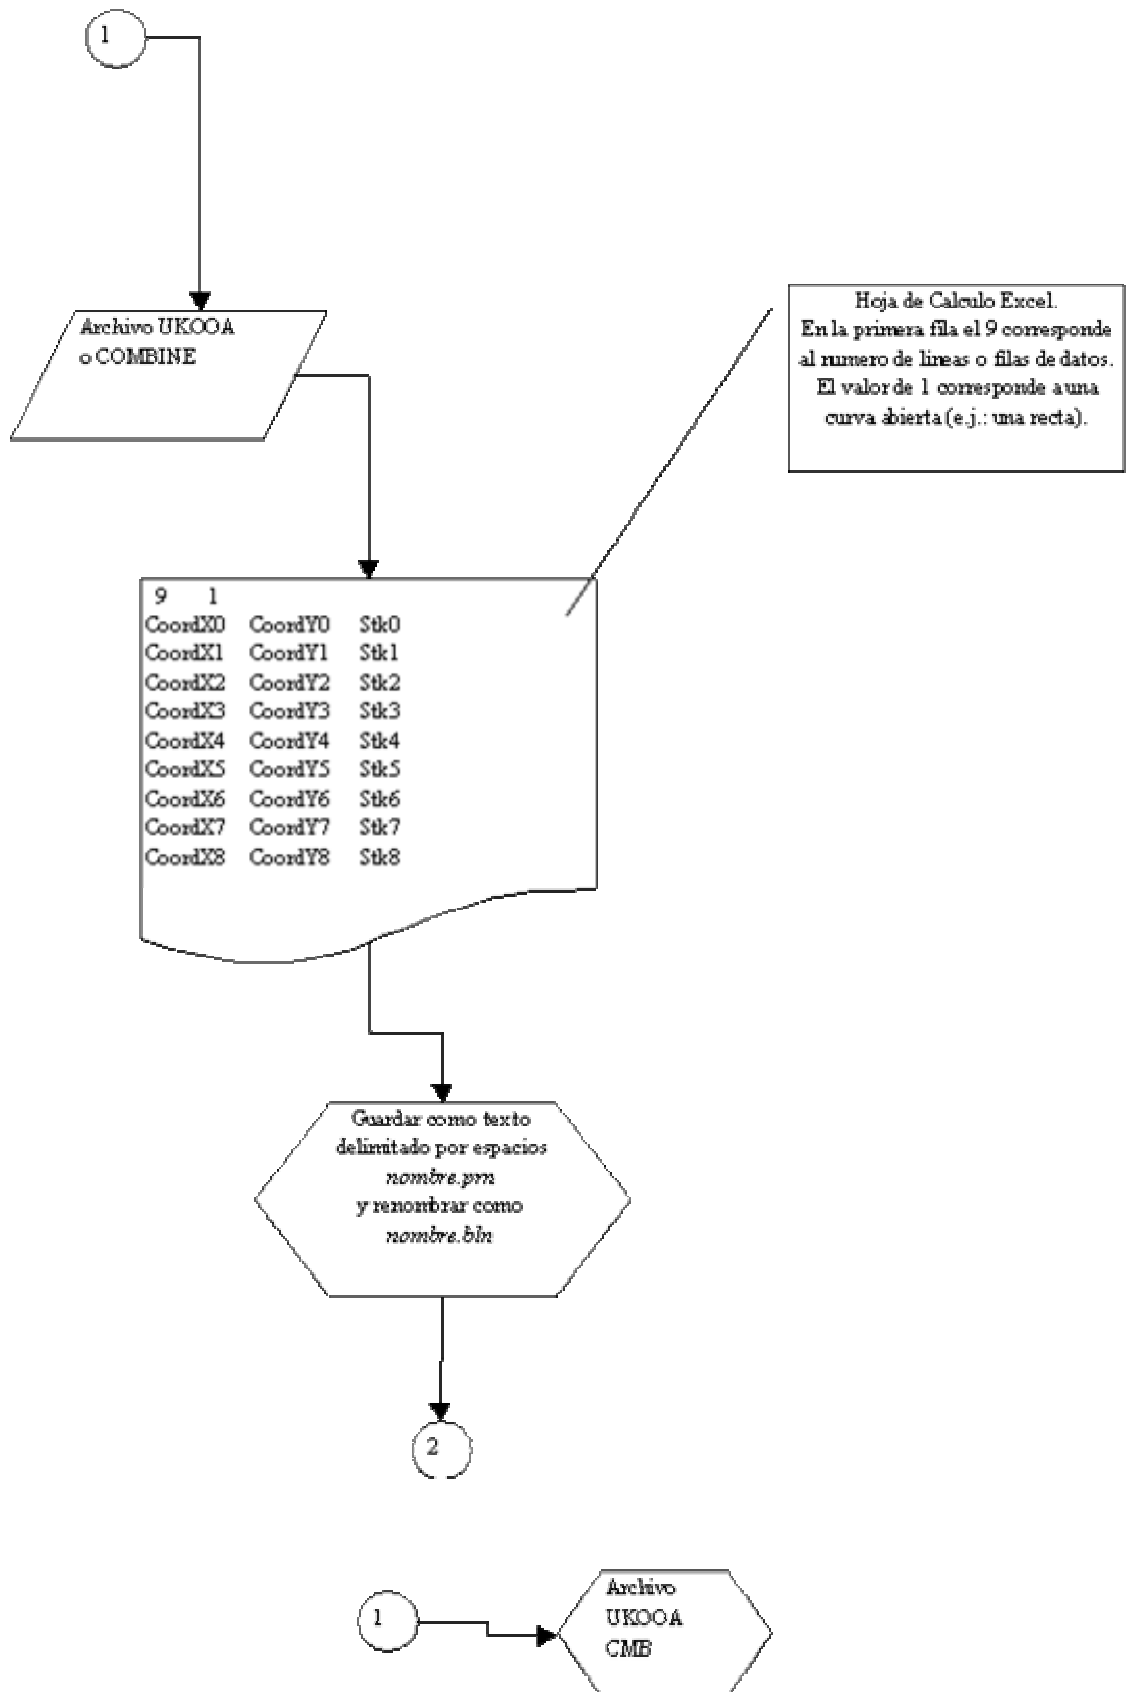 1
Archivo UKOOA
o COMBINE
Hoja de Calculo Excel.
En la primera fila el 9 corresponde
al numero de lineas o filas de datos.
El valor de 1 corresponde a una
curva abierta (e.j.: una recta).
9 1
CoordX0 CoordY0 Stk0
CoordX1 CoordY1 Stk1
CoordX2 CoordY2 Stk2
CoordX3 CoordY3 Stk3
CoordX4 CoordY4 Stk4
CoordX5 CoordY5 Stk5
CoordX6 CoordY6 Stk6
CoordX7 CoordY7 Stk7
CoordX8 CoordY8 Stk8
Guardar como texto
delimitado por espacios
nombre.prn
y renombrar como
nombre.bln
2
1
Archivo
UKOOA
CMB